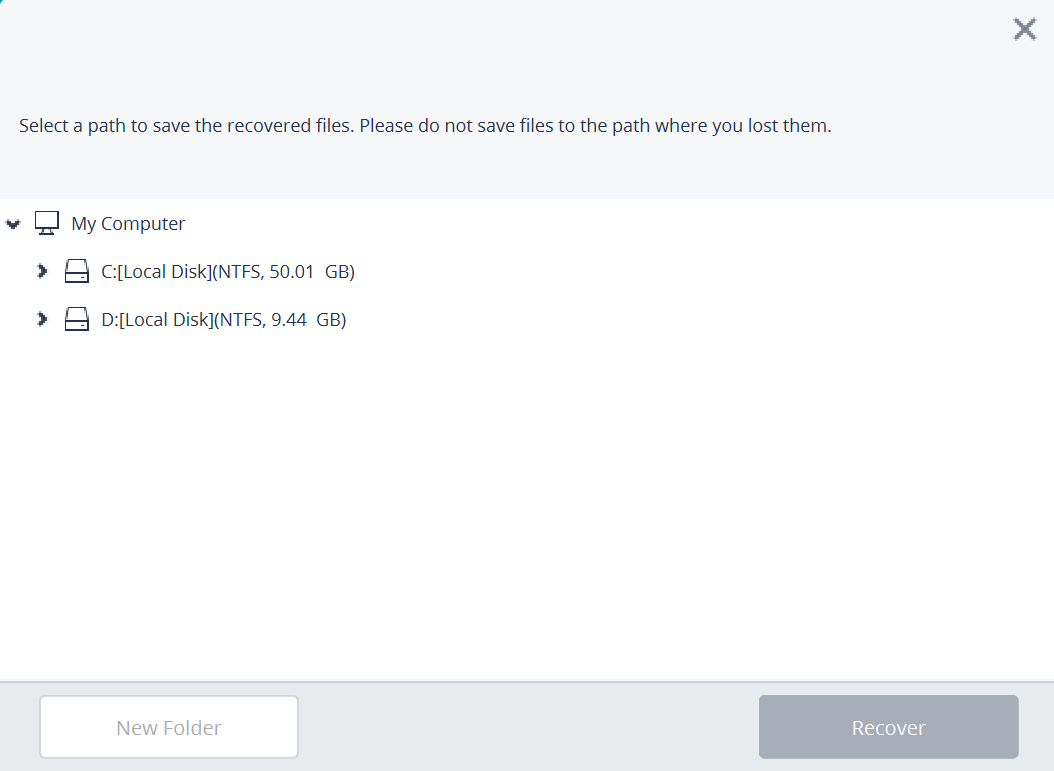 Select a path to save the recovered files. Please do not save files to the path where you lost them.
My Computer
C:[Local Disk](NTFS, 50.01  GB)
D:[Local Disk](NTFS, 9.44  GB)
New Folder
Recover